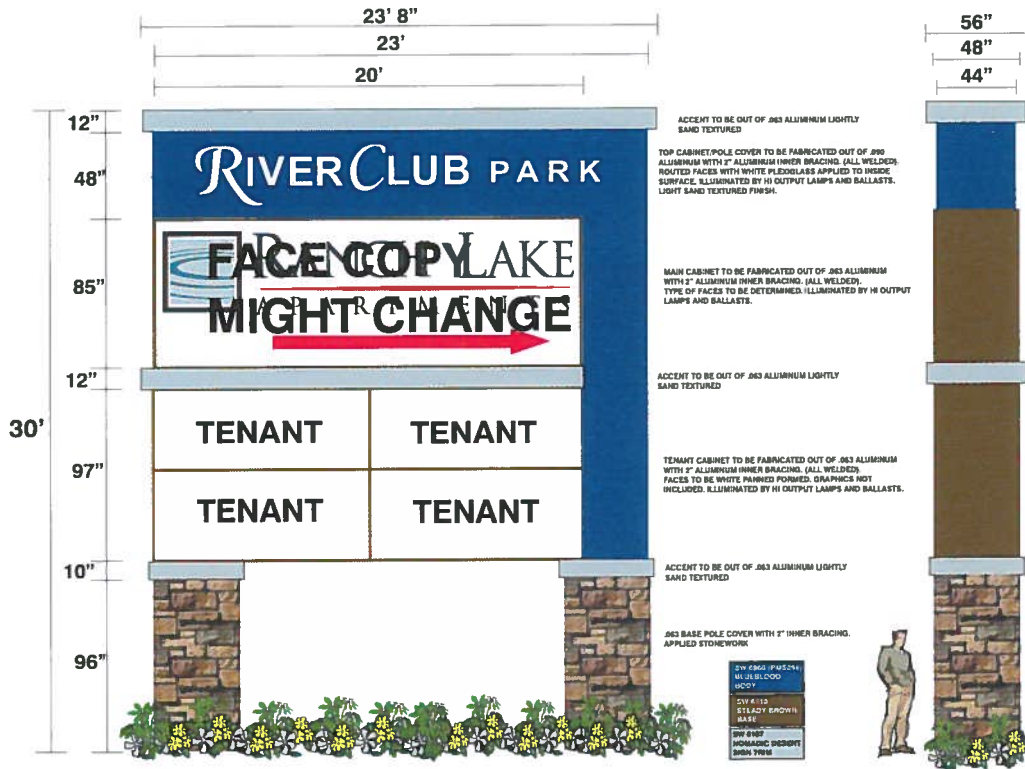 23' 8"
23'
20'
56"
48"
44"
12"
48"
85"
12"
30'
97"
10"
96"
RIVER CLUB PARK
RANCH LAKE
APARTMENTS
FACE COPY
MIGHT CHANGE
TENANT TENANT
TENANT TENANT
ACCENT TO BE OUT OF .063 ALUMINUM LIGHTLY
SAND TEXTURED
TOP CABINET/POLE COVER TO BE FABRICATED OUT OF .090
ALUMINUM WITH 2" ALUMINUM INNER BRACING. (ALL WELDED).
ROUTED FACES WITH WHITE PLEXIGLASS APPLIED TO INSIDE
SURFACE. ILLUMINATED BY HI OUTPUT LAMPS AND BALLASTS.
LIGHT SAND TEXTURED FINISH.
MAIN CABINET TO BE FABRICATED OUT OF .063 ALUMINUM
WITH 2" ALUMINUM INNER BRACING. (ALL WELDED).
TYPE OF FACES TO BE DETERMINED. ILLUMINATED BY HI OUTPUT
LAMPS AND BALLASTS.
ACCENT TO BE OUT OF .063 ALUMINUM LIGHTLY
SAND TEXTURED
TENANT CABINET TO BE FABRICATED OUT OF .063 ALUMINUM
WITH 2" ALUMINUM INNER BRACING. (ALL WELDED).
FACES TO BE WHITE PANNED FORMED. GRAPHICS NOT
INCLUDED. ILLUMINATED BY HI OUTPUT LAMPS AND BALLASTS.
ACCENT TO BE OUT OF .063 ALUMINUM LIGHTLY
SAND TEXTURED
.063 BASE POLE COVER WITH 2" INNER BRACING.
APPLIED STONEWORK
BLUEBLOOD
BODY
STEADY BROWN
BASE
SW 6107
NOMADIC DESERT
SIGN TRIM